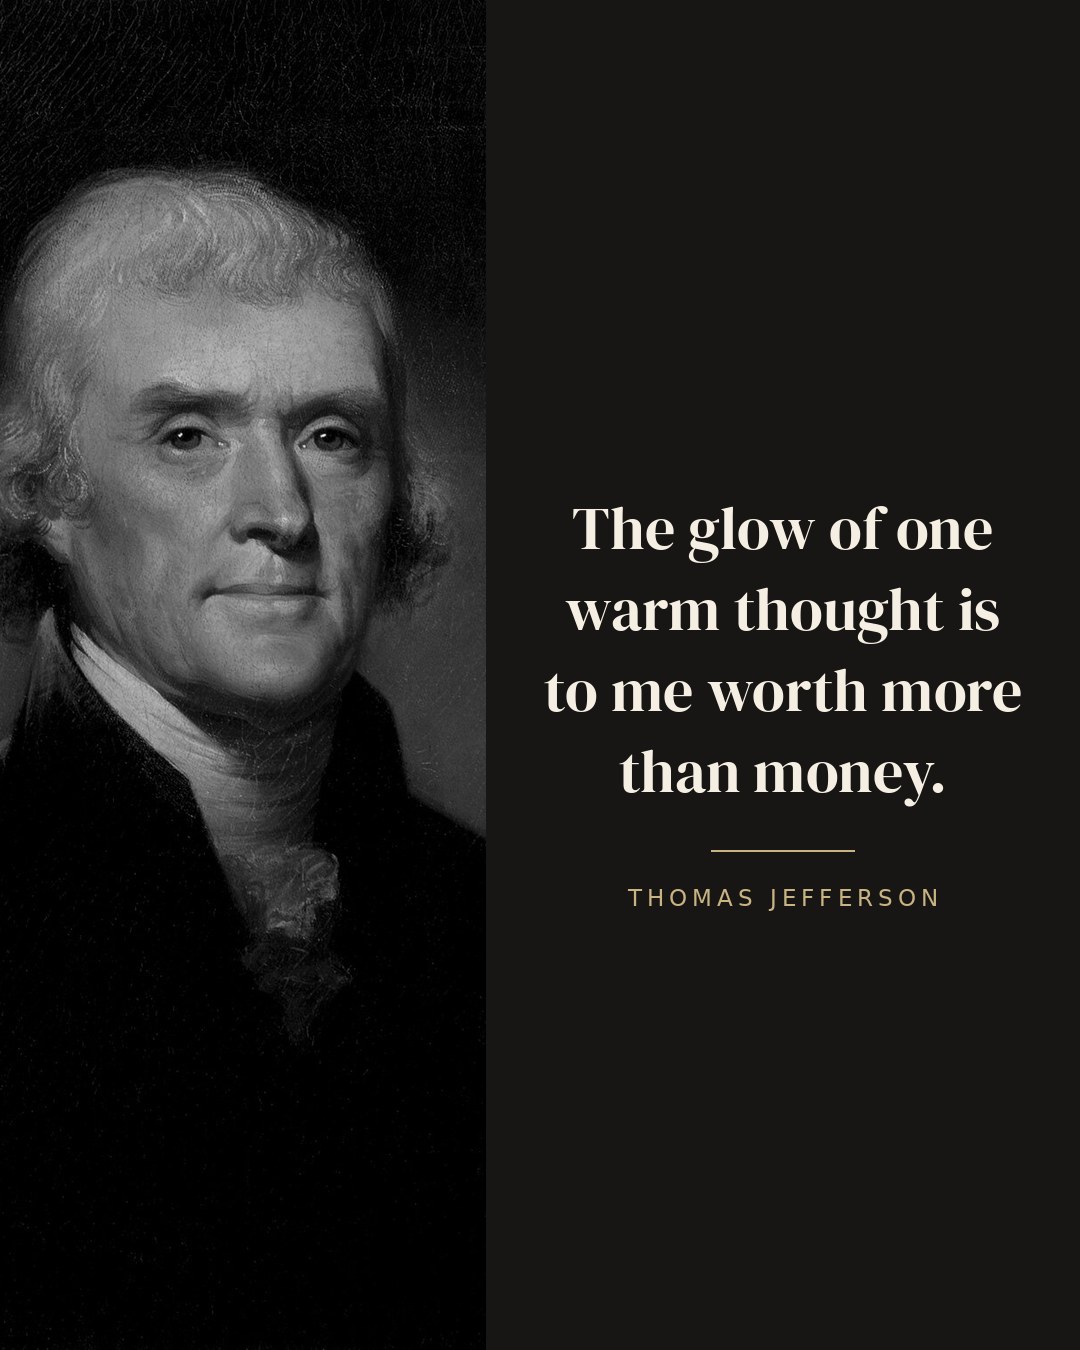 The glow of one
warm thought is
to me worth more
than money.
THOMAS JEFFERSON